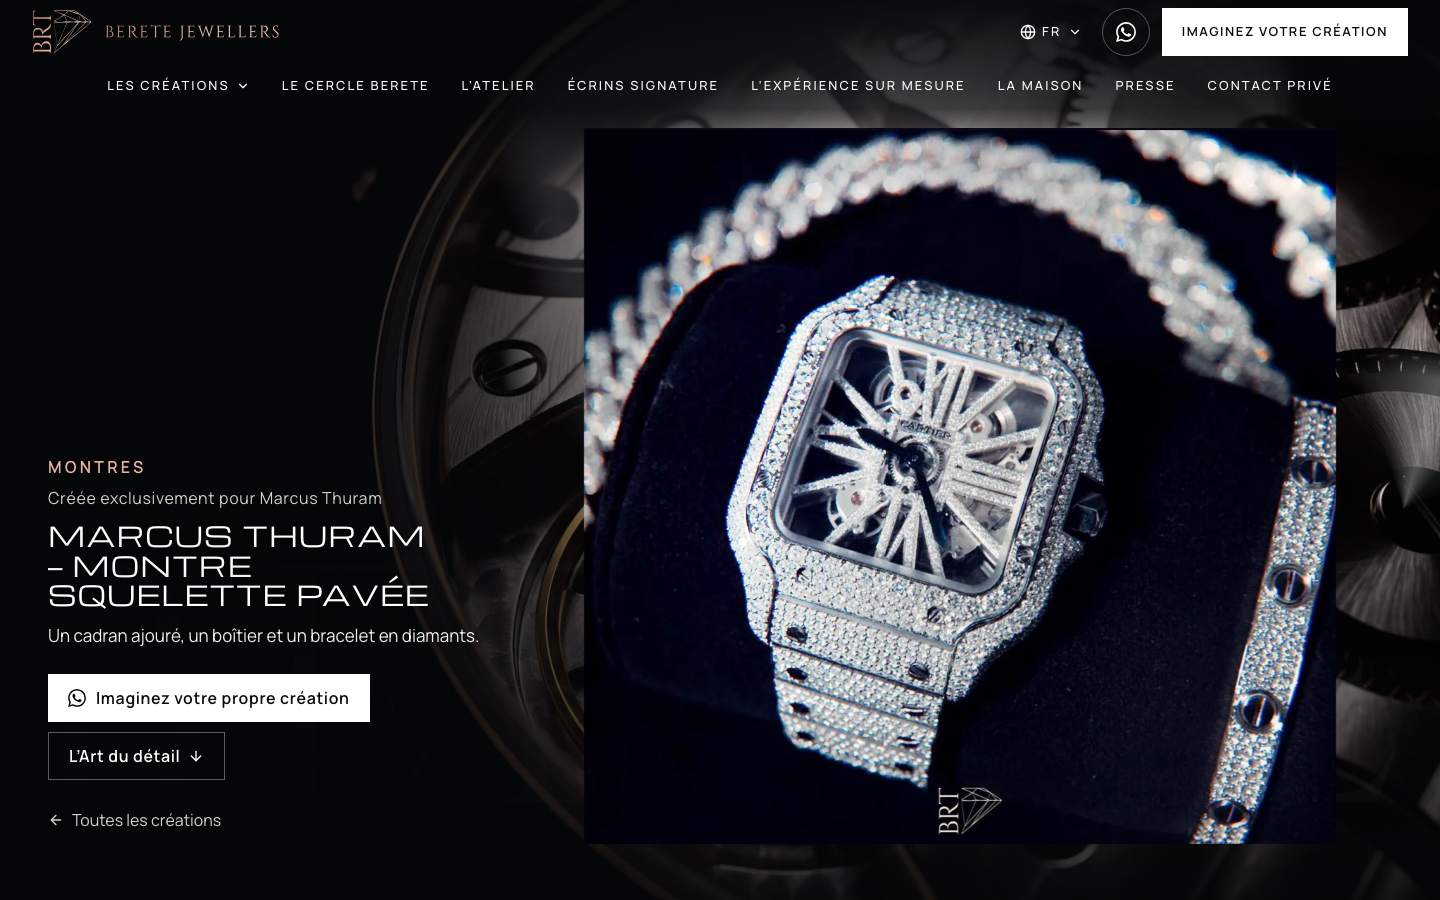 BRT BERETE JEWELLERS
FR
IMAGINEZ VOTRE CRÉATION
LES CRÉATIONS
LE CERCLE BERETE
L'ATELIER
ÉCRINS SIGNATURE
L'EXPÉRIENCE SUR MESURE
LA MAISON
PRESSE
CONTACT PRIVÉ
CARTIER
MONTRES
Créée exclusivement pour Marcus Thuram
MARCUS THURAM
– MONTRE
SQUELETTE PAVÉE
Un cadran ajouré, un boîtier et un bracelet en diamants.
Imaginez votre propre création
L'Art du détail
Toutes les créations
BRT